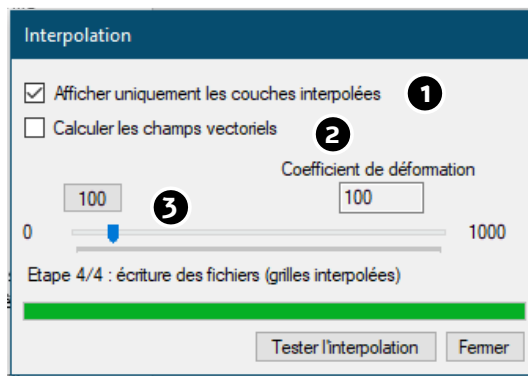 Interpolation
Afficher uniquement les couches interpolées 1
Calculer les champs vectoriels 2
Coefficient de déformation
100 3 100
0 1000
Etape 4/4 : écriture des fichiers (grilles interpolées)
Tester l'interpolation Fermer